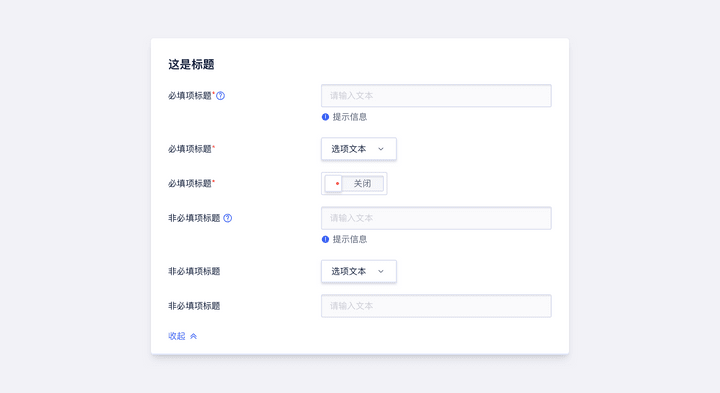 这是标题
必填项标题* 请输入文本
提示信息
必填项标题* 选项文本
必填项标题* 关闭
非必填项标题 请输入文本
提示信息
非必填项标题 选项文本
非必填项标题 请输入文本
收起